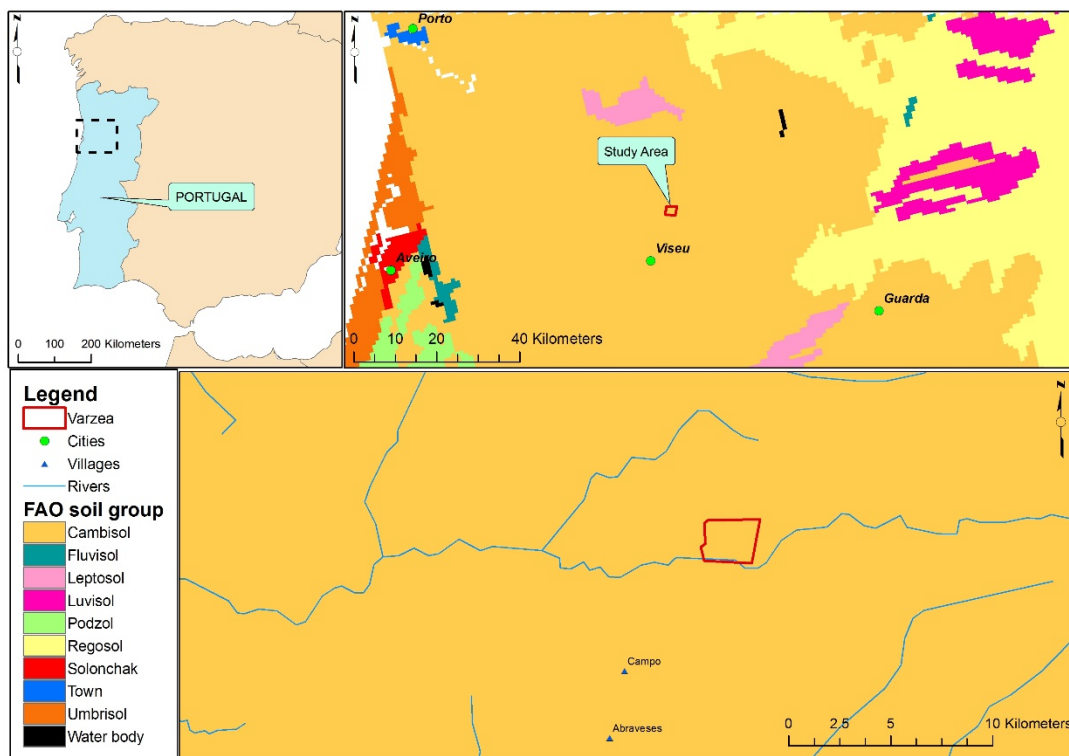 N
PORTUGAL
0 100 200 Kilometers
N
Porto
Study Area
Viseu
Aveiro
Guarda
0 10 20 40 Kilometers
Legend
Varzea
Cities
Villages
Rivers
FAO soil group
Cambisol
Fluvisol
Leptosol
Luvisol
Podzol
Regosol
Solonchak
Town
Umbrisol
Water body
N
Campo
Abraveses
0 2.5 5 10 Kilometers